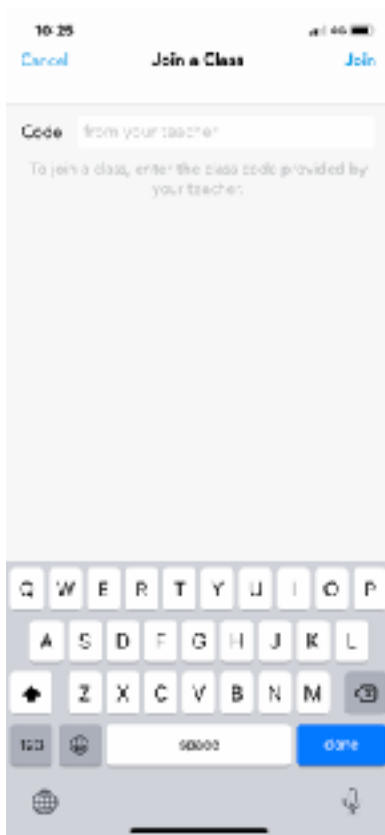 10:25 4G
Cancel Join a Class Join
Code from your teacher
To join a class, enter the class code provided by
your teacher.
Q W E R T Y U I O P
A S D F G H J K L
Z X C V B N M
123 space done